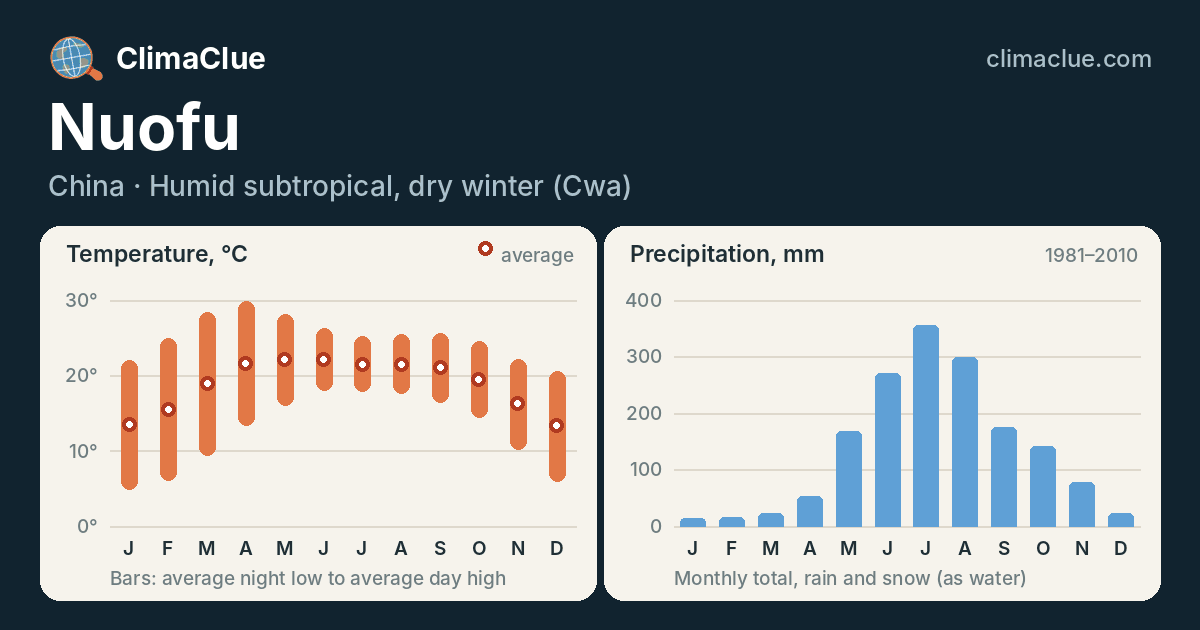 ClimaClue
climaclue.com
Nuofu
China · Humid subtropical, dry winter (Cwa)
Temperature, °C
average
30°
20°
10°
0°
J F M A M J J A S O N D
Bars: average night low to average day high
Precipitation, mm
1981–2010
400
300
200
100
0
J F M A M J J A S O N D
Monthly total, rain and snow (as water)